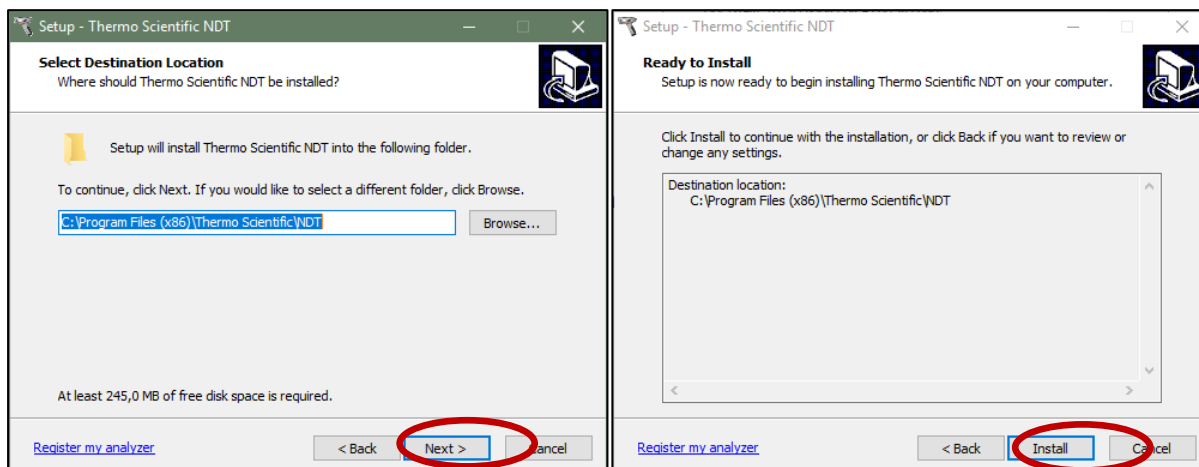 Setup - Thermo Scientific NDT
Select Destination Location
Where should Thermo Scientific NDT be installed?
Setup will install Thermo Scientific NDT into the following folder.
To continue, click Next. If you would like to select a different folder, click Browse.
C:\Program Files (x86)\Thermo Scientific\NDT
Browse...
At least 245,0 MB of free disk space is required.
Register my analyzer
< Back
Next >
Cancel
Setup - Thermo Scientific NDT
Ready to Install
Setup is now ready to begin installing Thermo Scientific NDT on your computer.
Click Install to continue with the installation, or click Back if you want to review or
change any settings.
Destination location:
C:\Program Files (x86)\Thermo Scientific\NDT
Register my analyzer
< Back
Install
Cancel